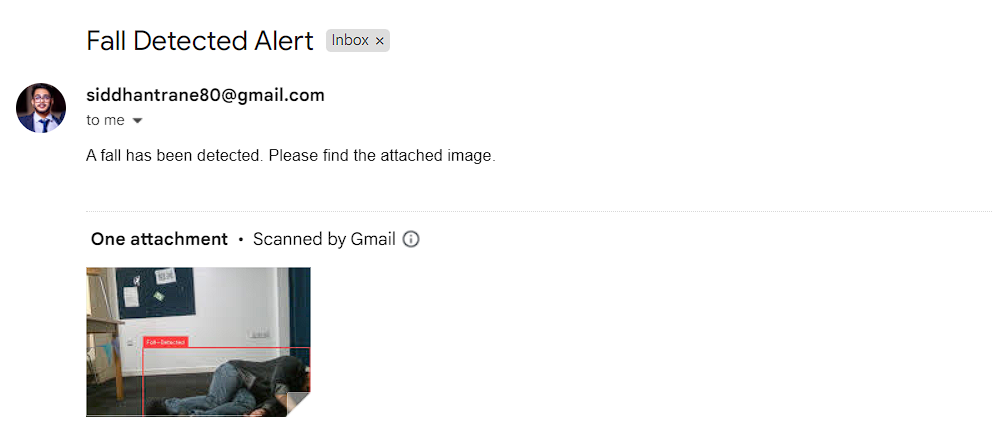 Fall Detected Alert Inbox ×
siddhantrane80@gmail.com
to me
A fall has been detected. Please find the attached image.
One attachment • Scanned by Gmail
Fall-Detected